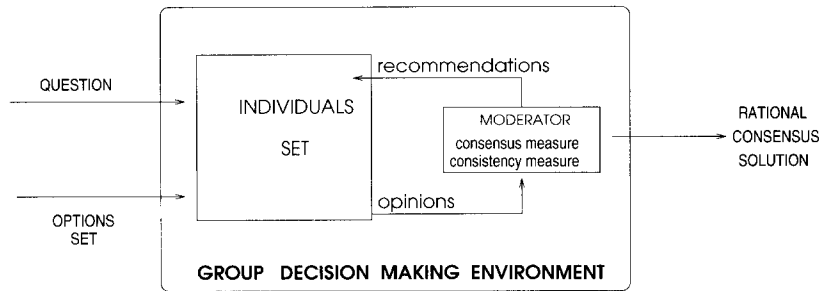 QUESTION
OPTIONS
SET
INDIVIDUALS
SET
recommendations
MODERATOR
consensus measure
consistency measure
opinions
RATIONAL
CONSENSUS
SOLUTION
GROUP DECISION MAKING ENVIRONMENT